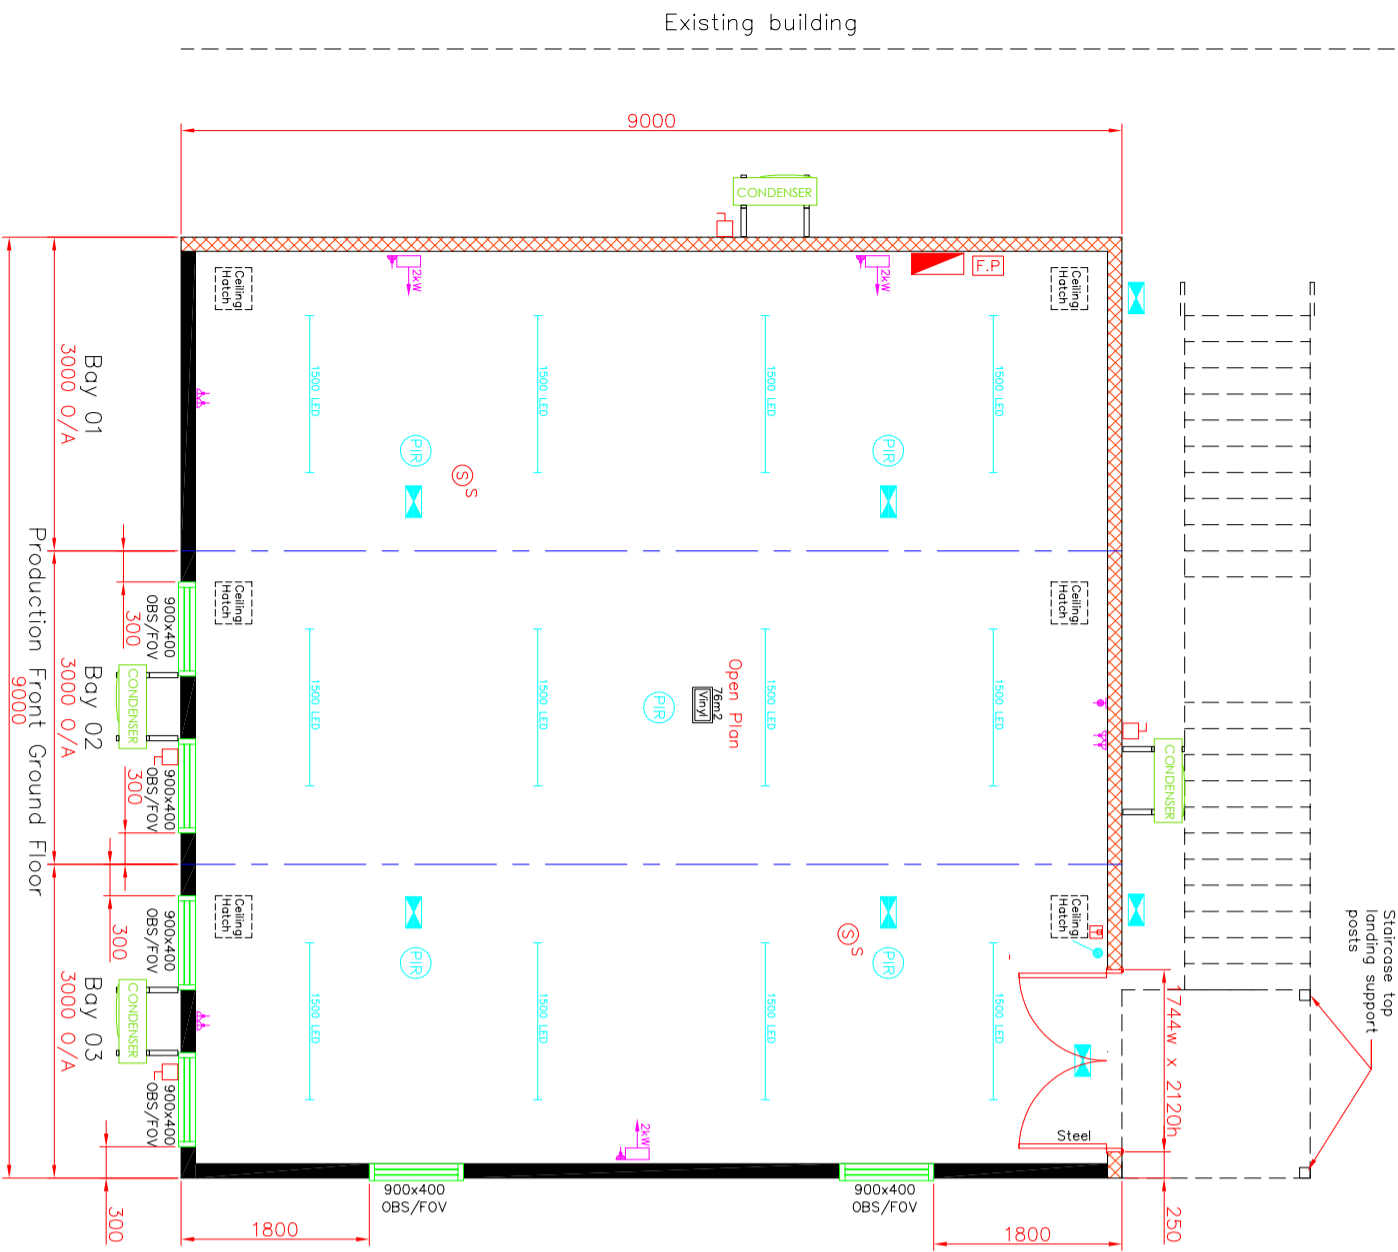 Existing building
9000
CONDENSER
F.P
2kW
2kW
Ceiling
Hatch
Ceiling
Hatch
1500 LED
1500 LED
1500 LED
1500 LED
PIR
PIR
S
S
Bay 01
3000 O/A
Ceiling
Hatch
Ceiling
Hatch
1500 LED
1500 LED
1500 LED
1500 LED
Open Plan
76m2
Vinyl
PIR
900x400
OBS/FOV
300
CONDENSER
Bay 02
3000 O/A
900x400
OBS/FOV
300
CONDENSER
Production Front Ground Floor
9000
Ceiling
Hatch
Ceiling
Hatch
S
S
PIR
PIR
1500 LED
1500 LED
1500 LED
1500 LED
900x400
OBS/FOV
300
CONDENSER
Bay 03
3000 O/A
900x400
OBS/FOV
300
Staircase top
landing support
posts
1744w x 2120h
Steel
2kW
900x400
OBS/FOV
900x400
OBS/FOV
1800
1800
250